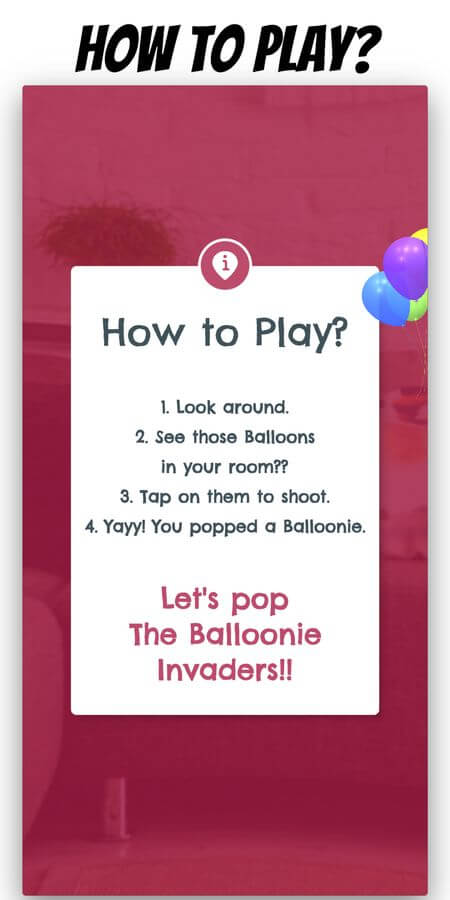 HOW TO PLAY?
i
How to Play?
1. Look around.
2. See those Balloons
in your room??
3. Tap on them to shoot.
4. Yayy! You popped a Balloonie.
Let's pop
The Balloonie
Invaders!!